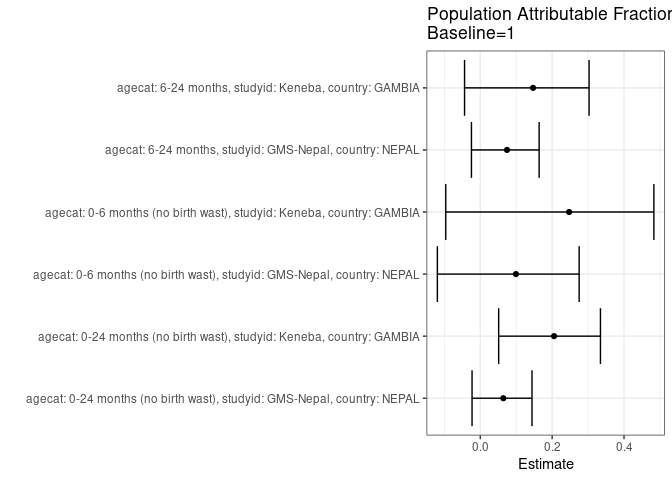 Population Attributable Fraction
Baseline=1
agecat: 6-24 months, studyid: Keneba, country: GAMBIA
agecat: 6-24 months, studyid: GMS-Nepal, country: NEPAL
agecat: 0-6 months (no birth wast), studyid: Keneba, country: GAMBIA
agecat: 0-6 months (no birth wast), studyid: GMS-Nepal, country: NEPAL
agecat: 0-24 months (no birth wast), studyid: Keneba, country: GAMBIA
agecat: 0-24 months (no birth wast), studyid: GMS-Nepal, country: NEPAL
0.0 0.2 0.4
Estimate